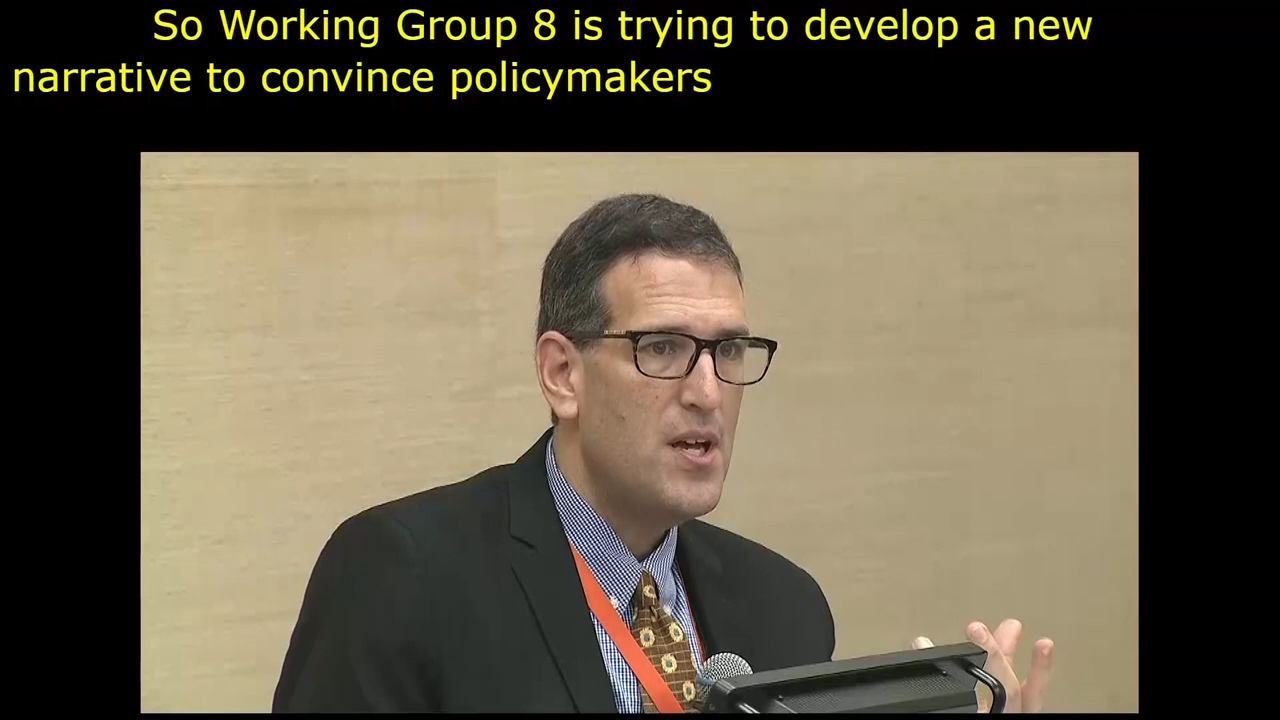 So Working Group 8 is trying to develop a new
narrative to convince policymakers